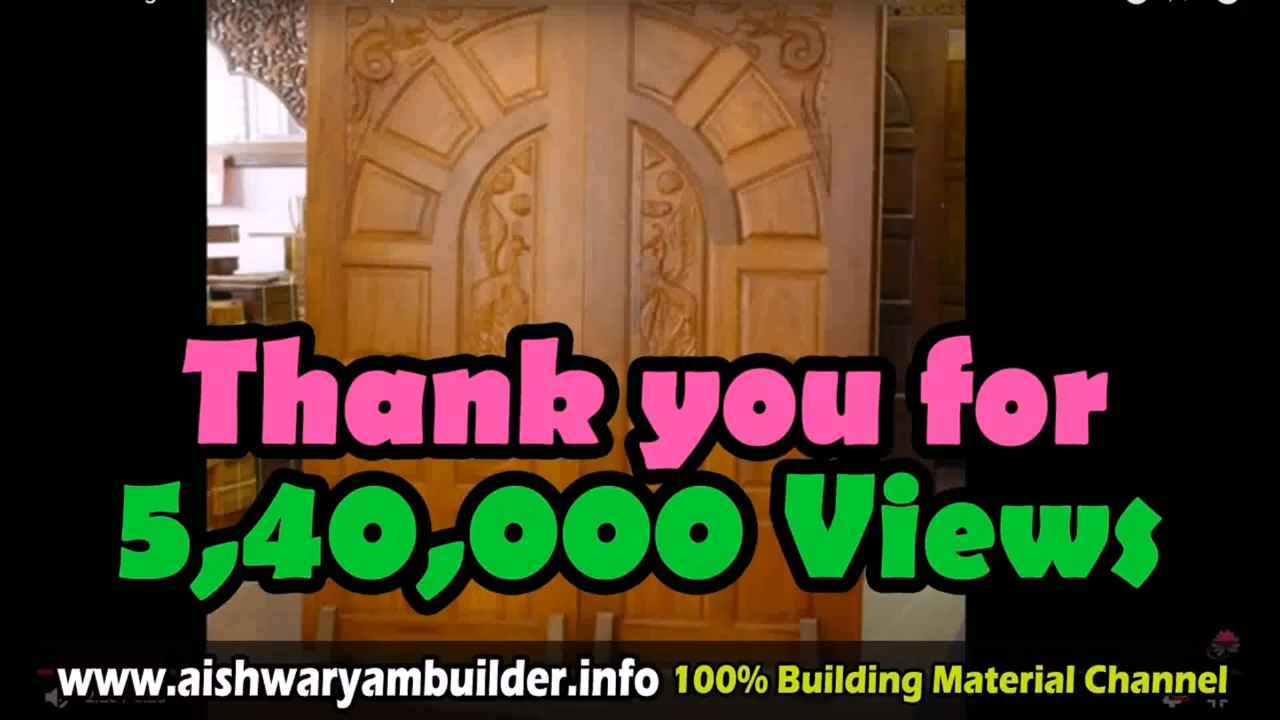 Thank you for
5,40,000 Views
www.aishwaryambuilder.info 100% Building Material Channel